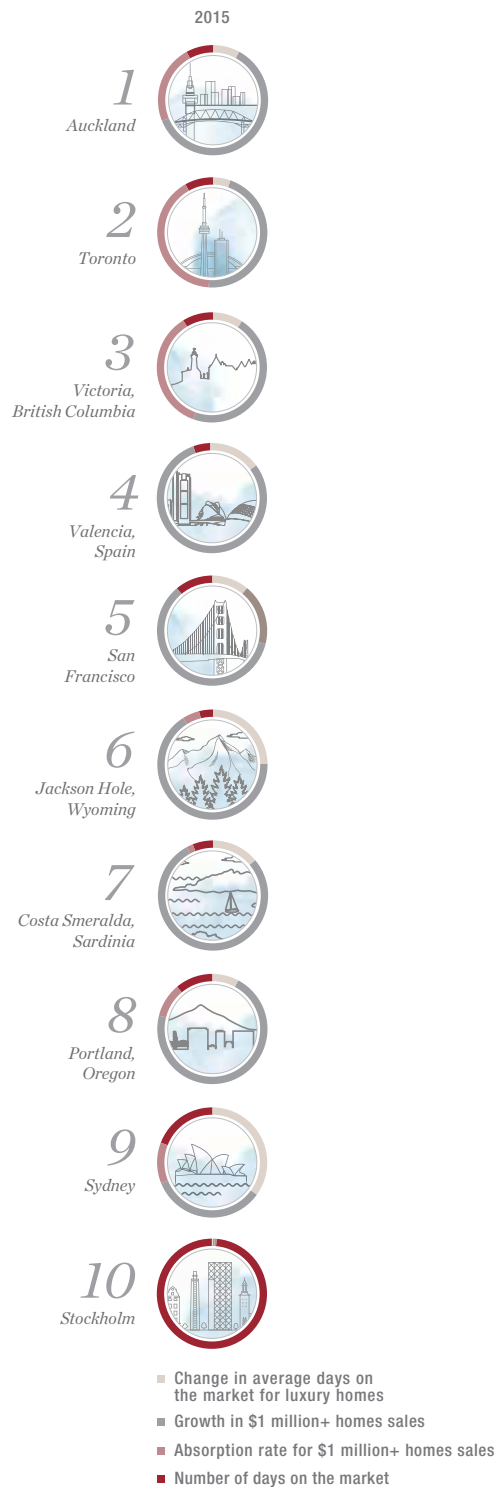 2015
1
Auckland
2
Toronto
3
Victoria,
British Columbia
4
Valencia,
Spain
5
San
Francisco
6
Jackson Hole,
Wyoming
7
Costa Smeralda,
Sardinia
8
Portland,
Oregon
9
Sydney
10
Stockholm
Change in average days on
the market for luxury homes
Growth in $1 million+ homes sales
Absorption rate for $1 million+ homes sales
Number of days on the market